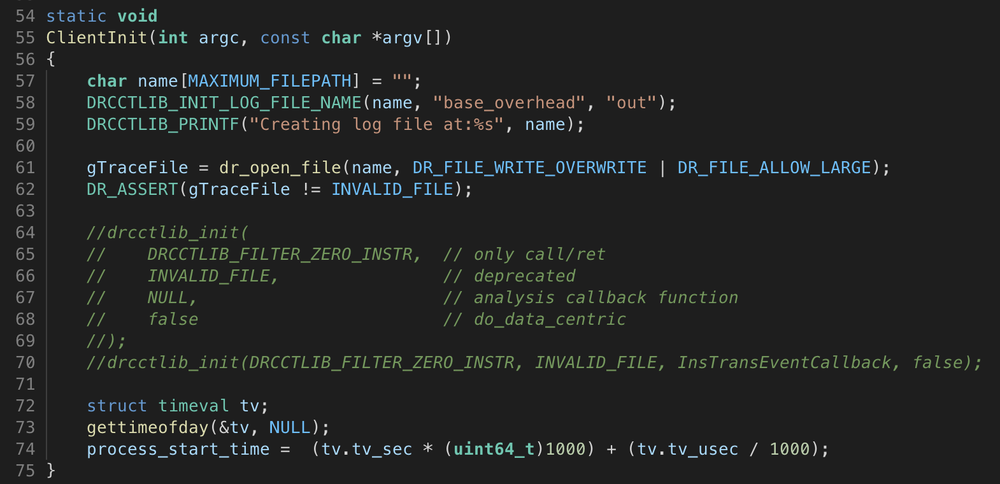 54 static void
55 ClientInit(int argc, const char *argv[])
56 {
57     char name[MAXIMUM_FILEPATH] = "";
58     DRCCTLIB_INIT_LOG_FILE_NAME(name, "base_overhead", "out");
59     DRCCTLIB_PRINTF("Creating log file at:%s", name);
60
61     gTraceFile = dr_open_file(name, DR_FILE_WRITE_OVERWRITE | DR_FILE_ALLOW_LARGE);
62     DR_ASSERT(gTraceFile != INVALID_FILE);
63
64     //drcctlib_init(
65     //    DRCCTLIB_FILTER_ZERO_INSTR,  // only call/ret
66     //    INVALID_FILE,                // deprecated
67     //    NULL,                        // analysis callback function
68     //    false                        // do_data_centric
69     //);
70     //drcctlib_init(DRCCTLIB_FILTER_ZERO_INSTR, INVALID_FILE, InsTransEventCallback, false);
71
72     struct timeval tv;
73     gettimeofday(&tv, NULL);
74     process_start_time =  (tv.tv_sec * (uint64_t)1000) + (tv.tv_usec / 1000);
75 }